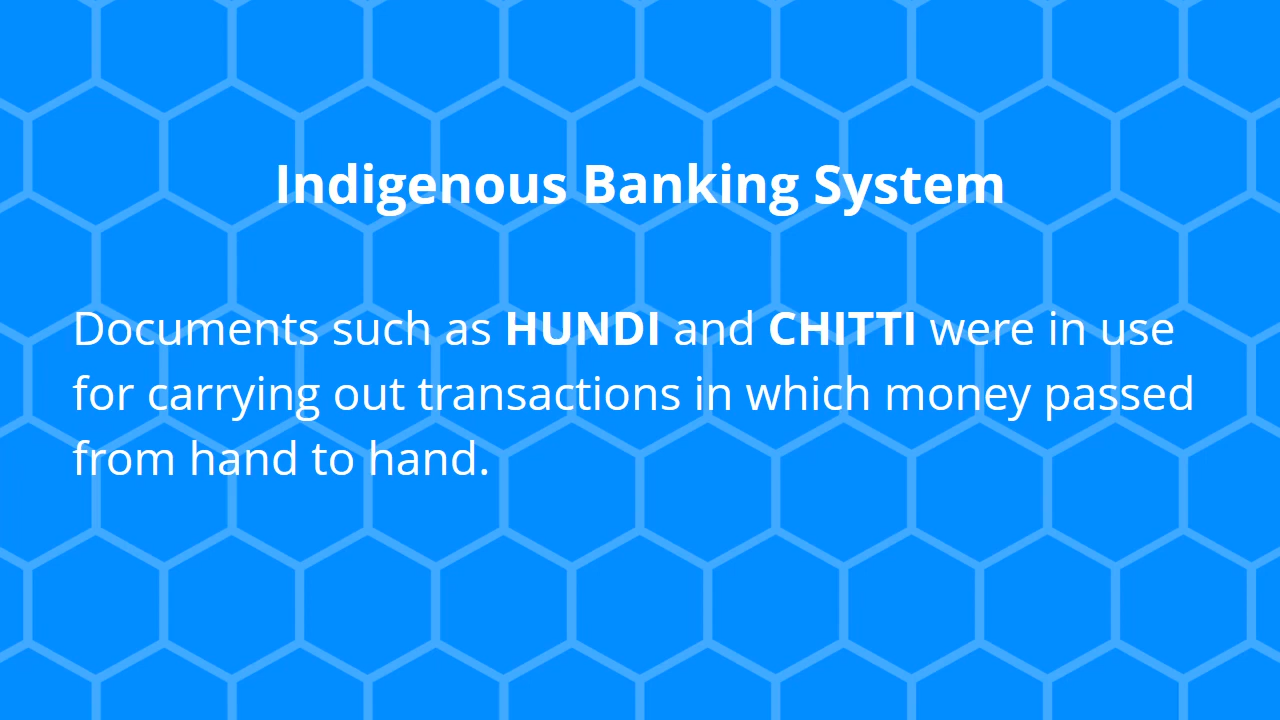 Indigenous Banking System
Documents such as HUNDI and CHITTI were in use
for carrying out transactions in which money passed
from hand to hand.